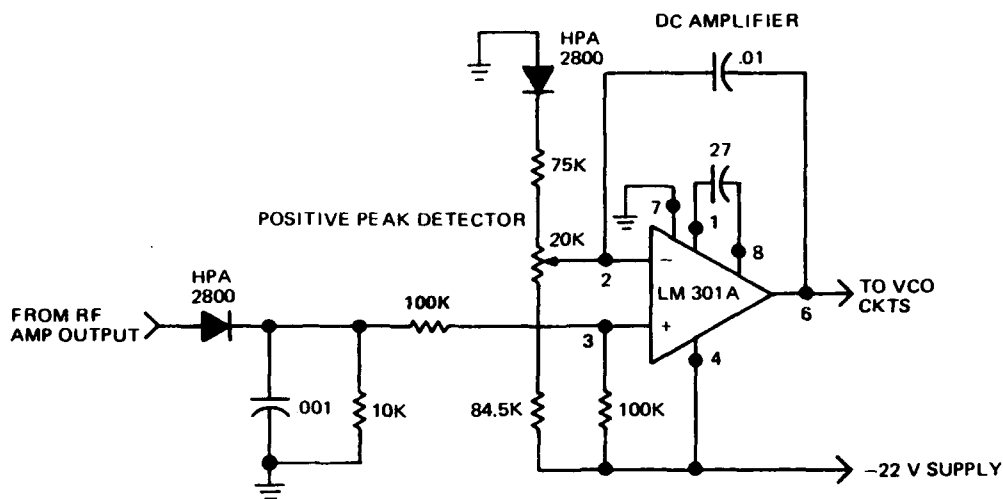 DC AMPLIFIER
HPA
2800
.01
75K
27
7
1
8
POSITIVE PEAK DETECTOR
20K
2
−
LM 301A
TO VCO
CKTS
6
HPA
2800
FROM RF
AMP OUTPUT
100K
3
+
4
001
10K
84.5K
100K
−22 V SUPPLY